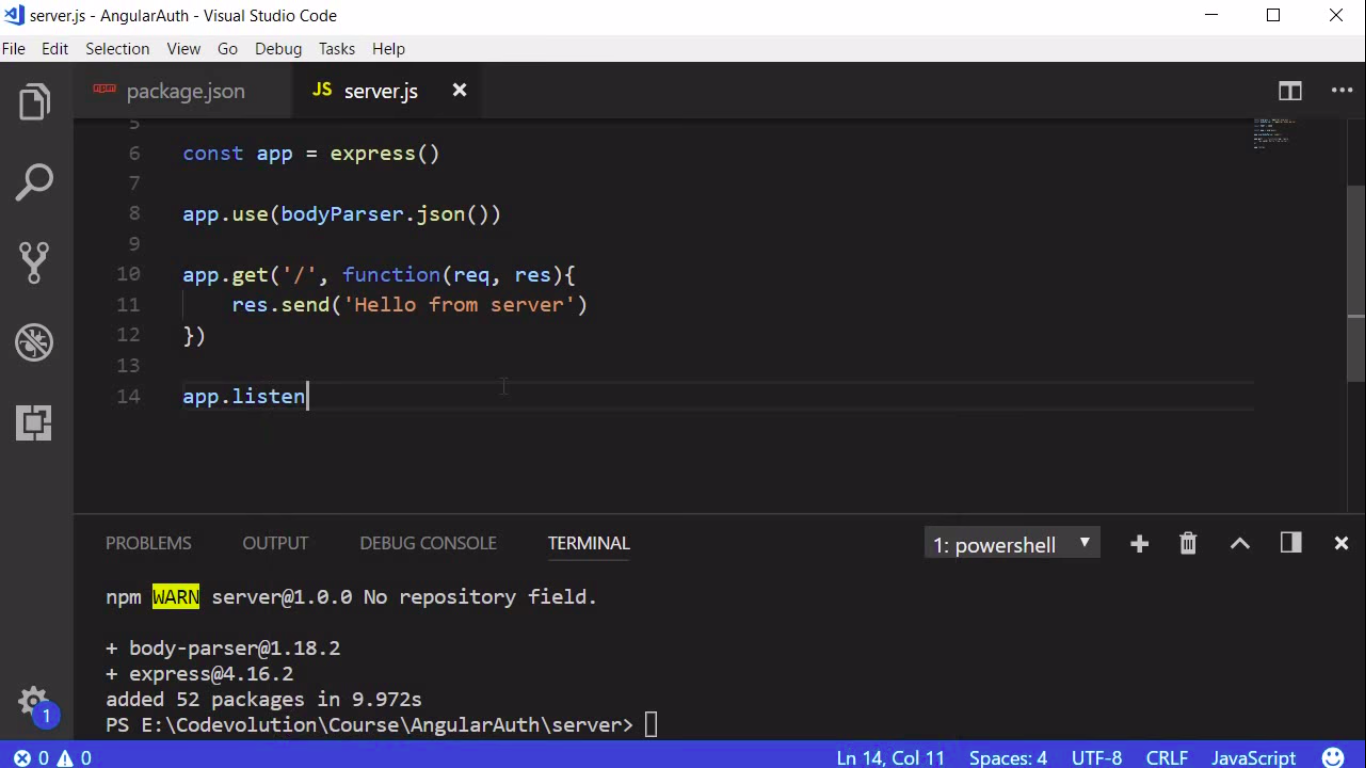 server.js - AngularAuth - Visual Studio Code
File Edit Selection View Go Debug Tasks Help
npm package.json JS server.js
5
6 const app = express()
7
8 app.use(bodyParser.json())
9
10 app.get('/', function(req, res){
11 res.send('Hello from server')
12 })
13
14 app.listen
PROBLEMS OUTPUT DEBUG CONSOLE TERMINAL 1: powershell
npm WARN server@1.0.0 No repository field.
+ body-parser@1.18.2
+ express@4.16.2
added 52 packages in 9.972s
PS E:\Codevolution\Course\AngularAuth\server>
1
0 0 Ln 14, Col 11 Spaces: 4 UTF-8 CRLF JavaScript